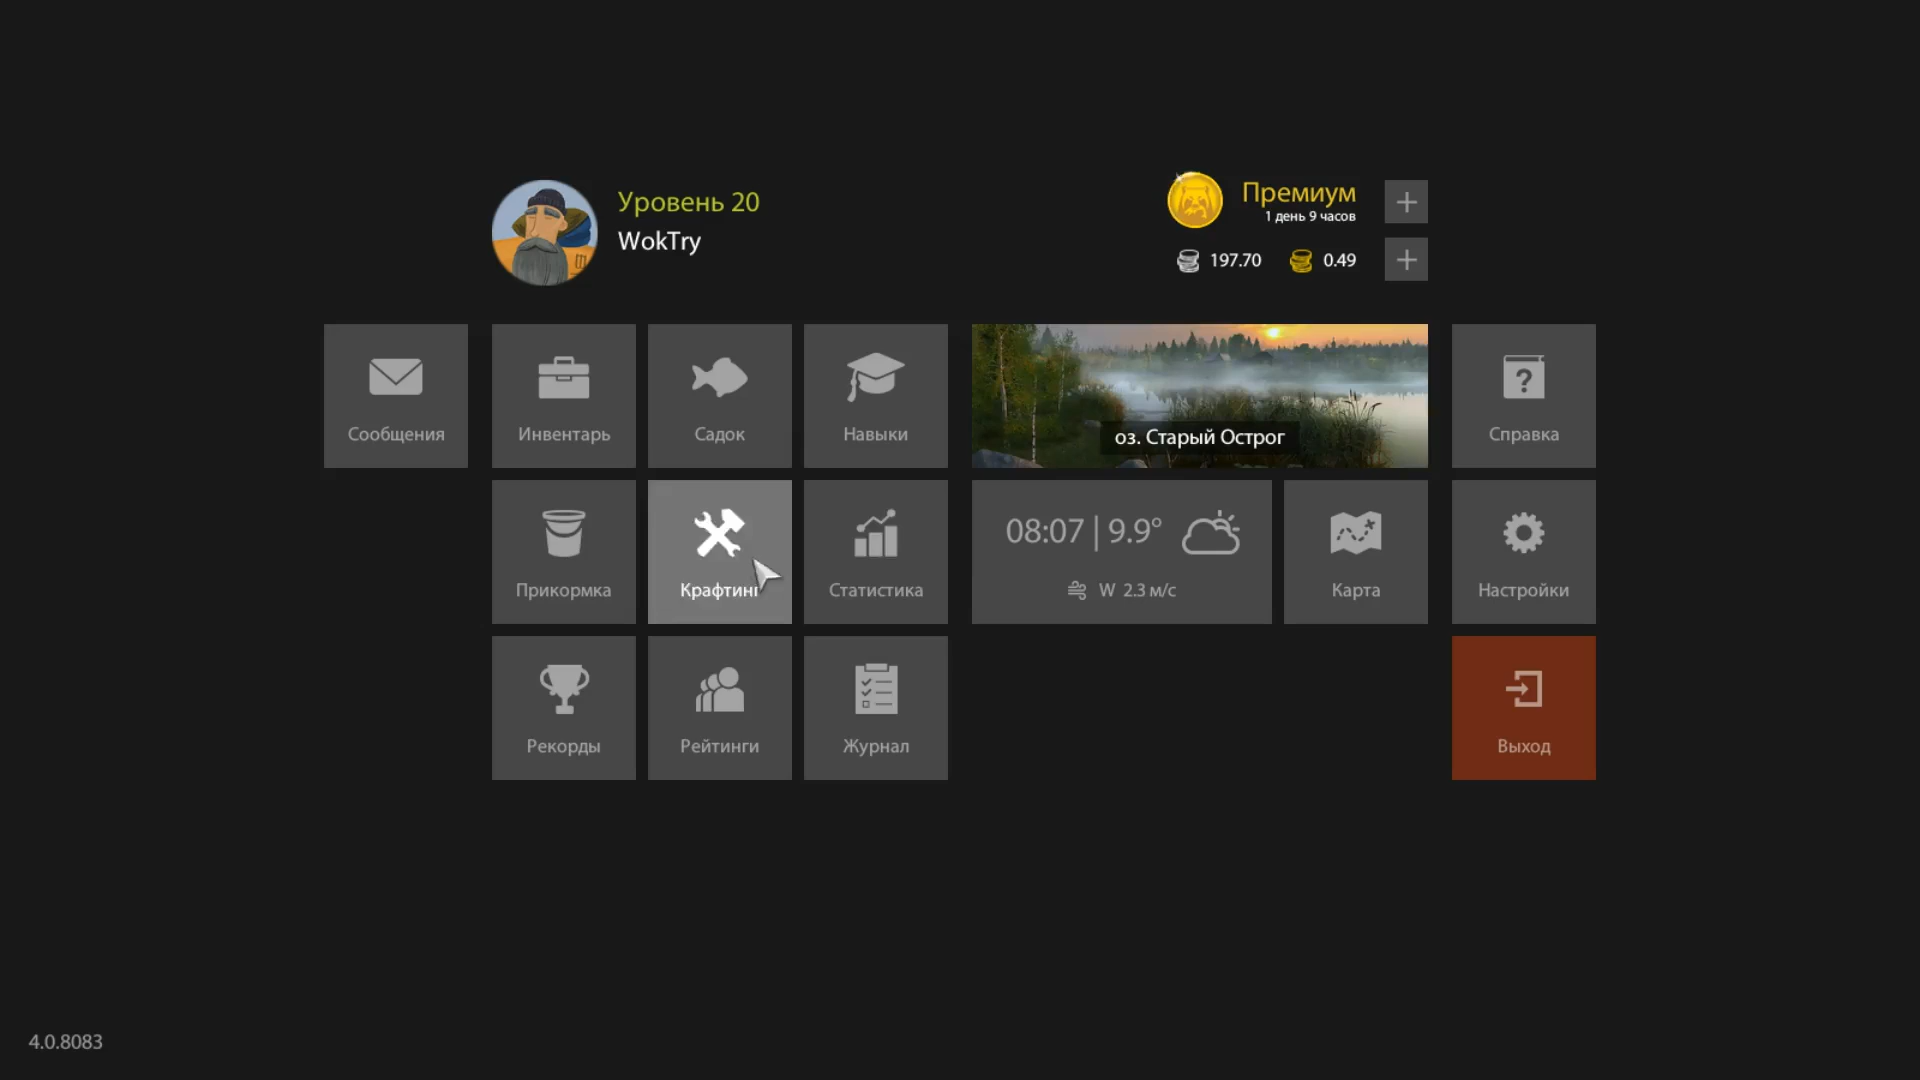 Уровень 20
WokTry
Премиум
1 день 9 часов
197.70
0.49
Сообщения
Инвентарь
Садок
Навыки
оз. Старый Острог
Справка
Прикормка
Крафтинг
Статистика
08:07 | 9.9°
W 2.3 м/с
Карта
Настройки
Рекорды
Рейтинги
Журнал
Выход
4.0.8083